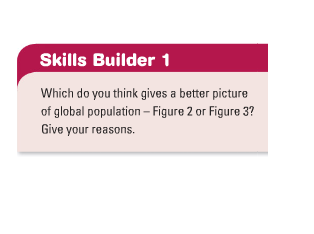 Skills Builder 1
Which do you think gives a better picture
of global population – Figure 2 or Figure 3?
Give your reasons.